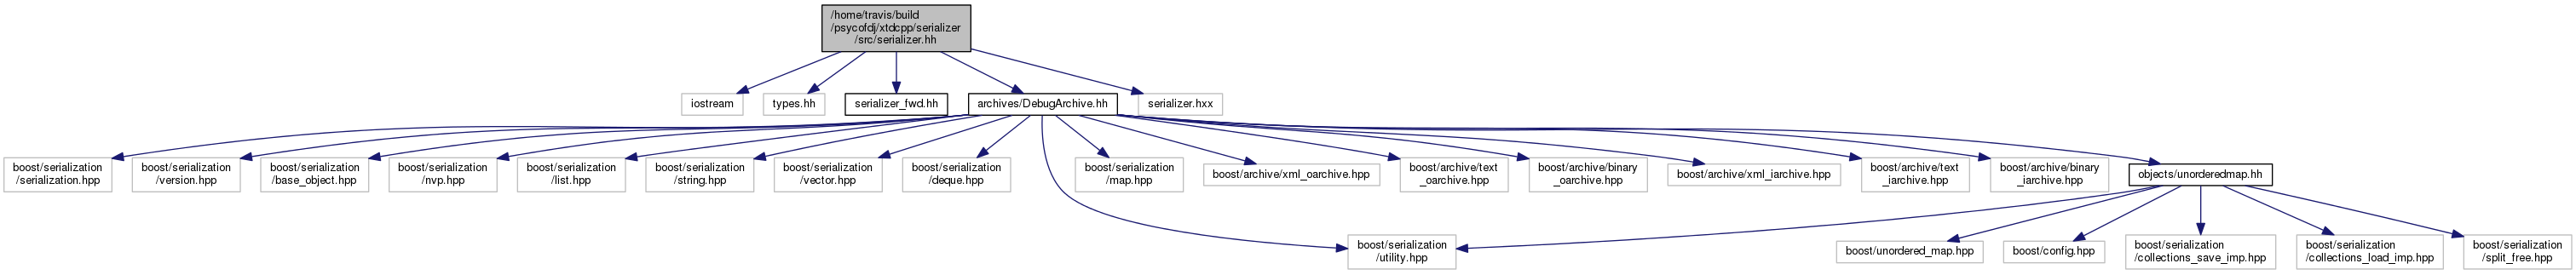 /home/travis/build
/psycofdj/xtdcpp/serializer
/src/serializer.hh
iostream
types.hh
serializer_fwd.hh
archives/DebugArchive.hh
serializer.hxx
boost/serialization
/serialization.hpp
boost/serialization
/version.hpp
boost/serialization
/base_object.hpp
boost/serialization
/nvp.hpp
boost/serialization
/list.hpp
boost/serialization
/string.hpp
boost/serialization
/vector.hpp
boost/serialization
/deque.hpp
boost/serialization
/map.hpp
boost/archive/xml_oarchive.hpp
boost/archive/text
_oarchive.hpp
boost/archive/binary
_oarchive.hpp
boost/archive/xml_iarchive.hpp
boost/archive/text
_iarchive.hpp
boost/archive/binary
_iarchive.hpp
objects/unorderedmap.hh
boost/serialization
/utility.hpp
boost/unordered_map.hpp
boost/config.hpp
boost/serialization
/collections_save_imp.hpp
boost/serialization
/collections_load_imp.hpp
boost/serialization
/split_free.hpp